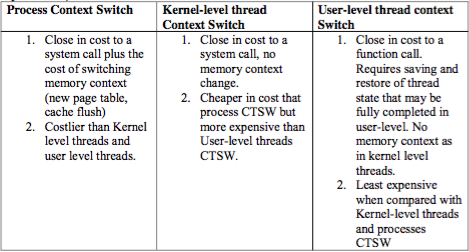 Process Context Switch
1. Close in cost to a
system call plus the
cost of switching
memory context
(new page table,
cache flush)
2. Costlier than Kernel
level threads and
user level threads.
Kernel-level thread
Context Switch
1. Close in cost to a
system call, no
memory context
change.
2. Cheaper in cost that
process CTSW but
more expensive than
User-level threads
CTSW.
User-level thread context
Switch
1. Close in cost to a
function call.
Requires saving and
restore of thread
state that may be
fully completed in
user-level. No
memory context as
in kernel level
threads.
2. Least expensive
when compared with
Kernel-level threads
and processes
CTSW